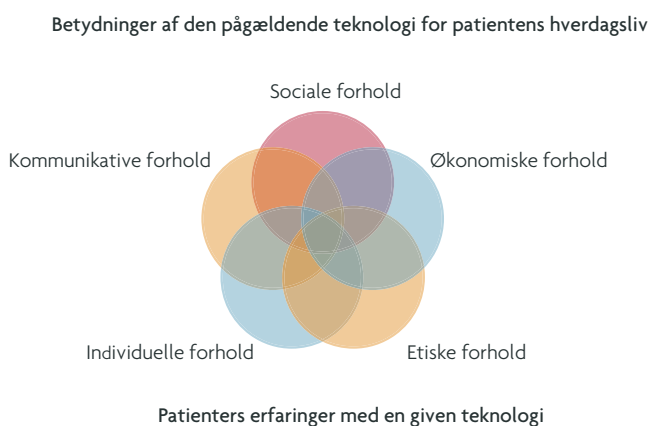 Betydninger af den pågældende teknologi for patientens hverdagsliv
Sociale forhold
Kommunikative forhold
Økonomiske forhold
Individuelle forhold
Etiske forhold
Patienters erfaringer med en given teknologi